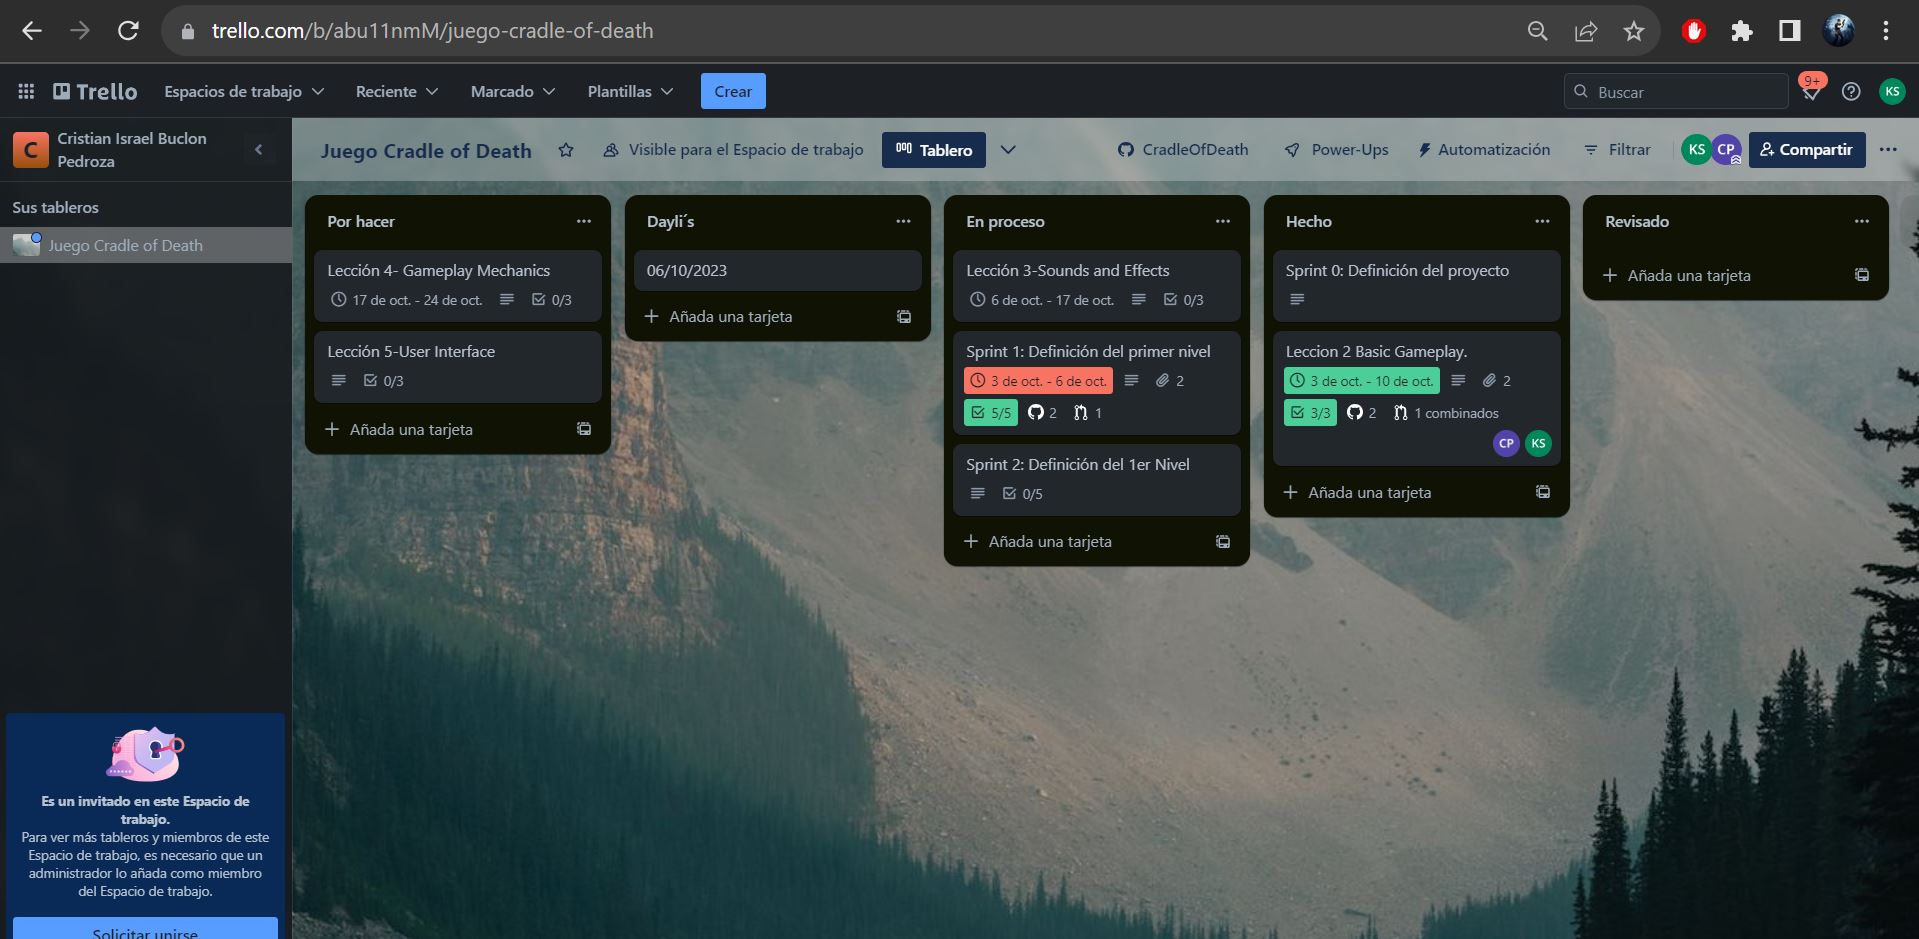 trello.com/b/abu11nmM/juego-cradle-of-death
Trello
Espacios de trabajo
Reciente
Marcado
Plantillas
Crear
Buscar
9+
KS
C
Cristian Israel Buclon
Pedroza
Sus tableros
Juego Cradle of Death
Juego Cradle of Death
Visible para el Espacio de trabajo
Tablero
CradleOfDeath
Power-Ups
Automatización
Filtrar
KS
CP
Compartir
Por hacer
Lección 4- Gameplay Mechanics
17 de oct. - 24 de oct.
0/3
Lección 5-User Interface
0/3
Añada una tarjeta
Dayli´s
06/10/2023
Añada una tarjeta
En proceso
Lección 3-Sounds and Effects
6 de oct. - 17 de oct.
0/3
Sprint 1: Definición del primer nivel
3 de oct. - 6 de oct.
2
5/5
2
1
Sprint 2: Definición del 1er Nivel
0/5
Añada una tarjeta
Hecho
Sprint 0: Definición del proyecto
Leccion 2 Basic Gameplay.
3 de oct. - 10 de oct.
2
3/3
2
1 combinados
CP
KS
Añada una tarjeta
Revisado
Añada una tarjeta
Es un invitado en este Espacio de
trabajo.
Para ver más tableros y miembros de este
Espacio de trabajo, es necesario que un
administrador lo añada como miembro
del Espacio de trabajo.
Solicitar unirse